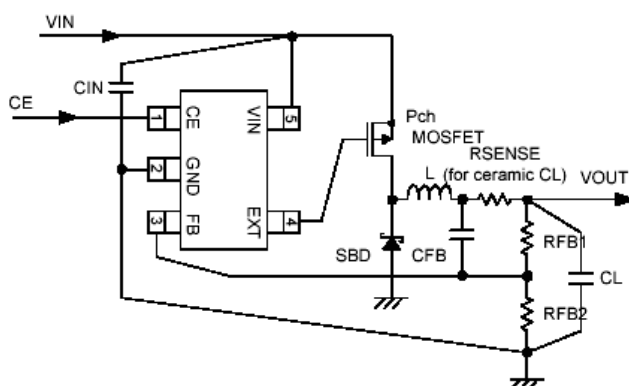 VIN
CIN
CE
1
CE
VIN
5
2
GND
3
FB
EXT
4
Pch
MOSFET
RSENSE
L (for ceramic CL)
VOUT
SBD
CFB
RFB1
CL
RFB2